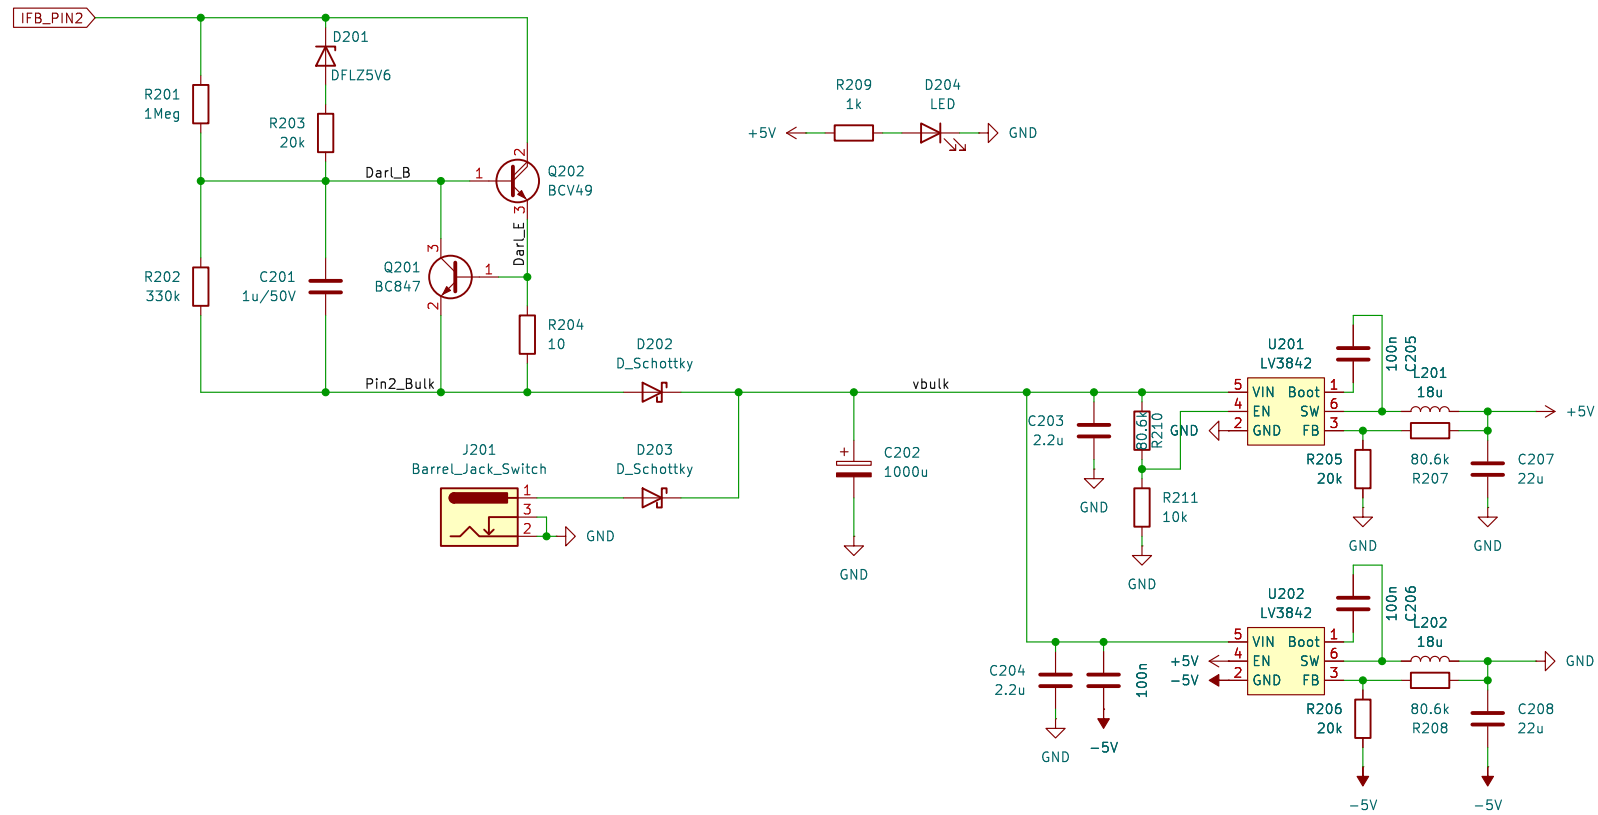 IFB_PIN2
D201
DFLZ5V6
R201
1Meg
R203
20k
R209
1k
D204
LED
+5V
GND
Darl_B
1
2
3
Q202
BCV49
Darl_E
R202
330k
C201
1u/50V
Q201
BC847
3
1
2
R204
10
D202
D_Schottky
Pin2_Bulk
vbulk
J201
Barrel_Jack_Switch
1
3
2
GND
D203
D_Schottky
+
C202
1000u
GND
C203
2.2u
GND
80.6k
R210
R211
10k
GND
GND
U201
LV3842
5
VIN
Boot
1
4
EN
SW
6
2
GND
FB
3
100n
C205
L201
18u
+5V
R205
20k
GND
80.6k
R207
C207
22u
GND
C204
2.2u
GND
100n
-5V
U202
LV3842
+5V
-5V
5
VIN
Boot
1
4
EN
SW
6
2
GND
FB
3
100n
C206
L202
18u
GND
R206
20k
-5V
80.6k
R208
C208
22u
-5V